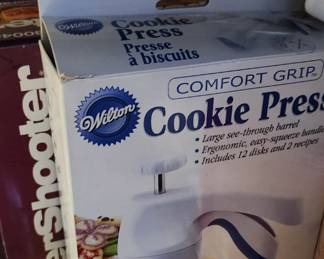 Cookie
Press
Presse
à biscuits
COMFORT GRIP
Wilton
Cookie Press
• Large see-through barrel
• Ergonomic, easy-squeeze handle
• Includes 12 disks and 2 recipes
erShooter